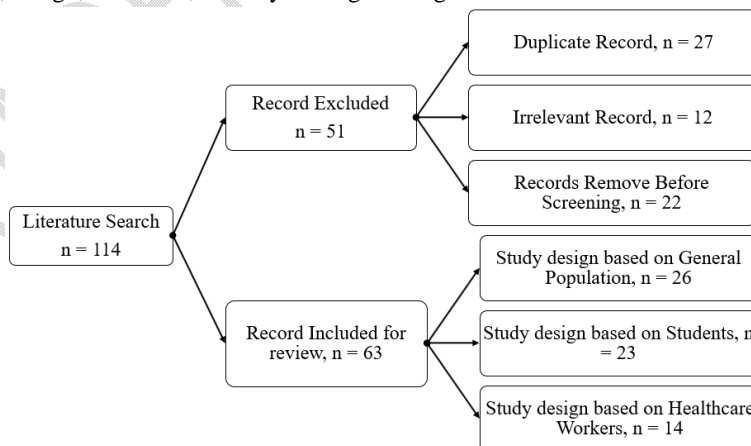 Duplicate Record, n = 27
Record Excluded
n = 51
Irrelevant Record, n = 12
Records Remove Before
Screening, n = 22
Literature Search
n = 114
Study design based on General
Population, n = 26
Record Included for
review, n = 63
Study design based on Students, n
= 23
Study design based on Healthcare
Workers, n = 14